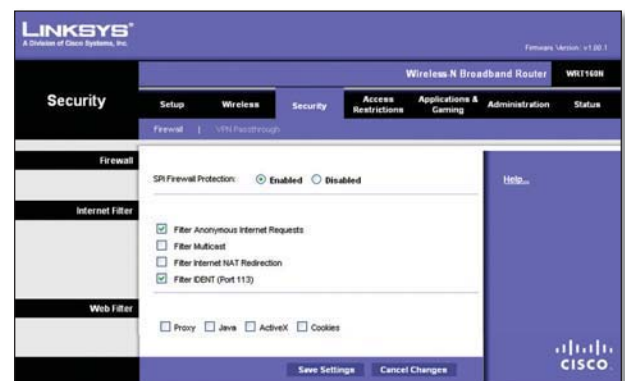 LINKSYS®
A Division of Cisco Systems, Inc.
Firmware Version: v1.00.1
Wireless-N Broadband Router WRT160N
Security
Setup Wireless Security Access Restrictions Applications & Gaming Administration Status
Firewall | VPN Passthrough
Firewall
SPI Firewall Protection: Enabled Disabled
Help...
Internet Filter
Filter Anonymous Internet Requests
Filter Multicast
Filter Internet NAT Redirection
Filter IDENT (Port 113)
Web Filter
Proxy Java ActiveX Cookies
Save Settings Cancel Changes
CISCO